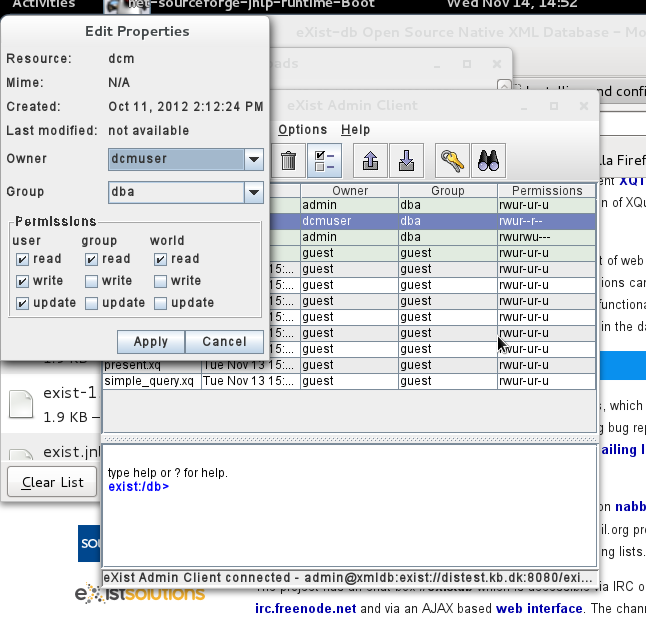 Activities
net-sourceforge-jnlp-runtime-Boot
Wed Nov 14, 14:52
Edit Properties
Resource: dcm
Mime: N/A
Created: Oct 11, 2012 2:12:24 PM
Last modified: not available
Owner dcmuser
Group dba
Permissions
user group world
read read read
write write write
update update update
Apply Cancel
eXist-db Open Source Native XML Database – Mo
ads
eXist Admin Client
Options Help
Owner Group Permissions
admin dba rwur-ur-u
dcmuser dba rwur--r--
admin dba rwurwu---
guest guest rwur-ur-u
15:... guest guest rwur-ur-u
15:... guest guest rwur-ur-u
15:... guest guest rwur-ur-u
15:... guest guest rwur-ur-u
15:... guest guest rwur-ur-u
15:... guest guest rwur-ur-u
present.xq Tue Nov 13 15:... guest guest rwur-ur-u
simple_query.xq Tue Nov 13 15:... guest guest rwur-ur-u
type help or ? for help.
exist:/db>
eXist Admin Client connected - admin@xmldb:exist://distest.kb.dk:8080/exi...
1.9 KB
exist-1
1.9 KB —
exist.jnl
Clear List
and confi
lla Firef
ent XQT
n of XQu
t of web
ions car
functiona
in the da
, which
g bug rep
ailing l
on nabb
il.org pr
ng lists.
existsolutions
via IRC o
irc.freenode.net and via an AJAX based web interface. The chan